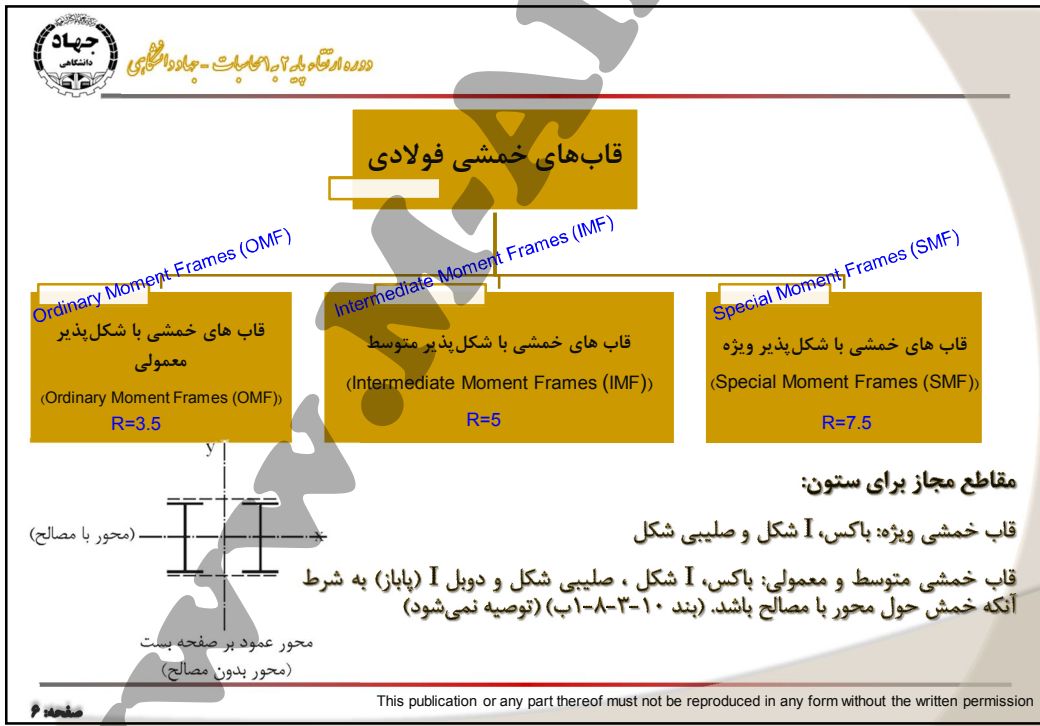 جهاد
دانشگاهی
دوره ارتقاء پایه ۲ به ۱ محاسبات - جهاد دانشگاهی
قاب‌های خمشی فولادی
Ordinary Moment Frames (OMF)
Intermediate Moment Frames (IMF)
Special Moment Frames (SMF)
قاب های خمشی با شکل‌پذیر ویژه
(Special Moment Frames (SMF))
R=7.5
قاب های خمشی با شکل‌پذیر متوسط
(Intermediate Moment Frames (IMF))
R=5
قاب های خمشی با شکل‌پذیر
معمولی
(Ordinary Moment Frames (OMF))
R=3.5
مقاطع مجاز برای ستون:
قاب خمشی ویژه: باکس، I شکل و صلیبی شکل
قاب خمشی متوسط و معمولی: باکس، I شکل ، صلیبی شکل و دوبل I (پاباز) به شرط
آنکه خمش حول محور با مصالح باشد. (بند ۱۰-۳-۸-۱ب) (توصیه نمی‌شود)
y
x
(محور با مصالح)
محور عمود بر صفحه بست
(محور بدون مصالح)
This publication or any part thereof must not be reproduced in any form without the written permission
صفحه: ۶
www.M-A